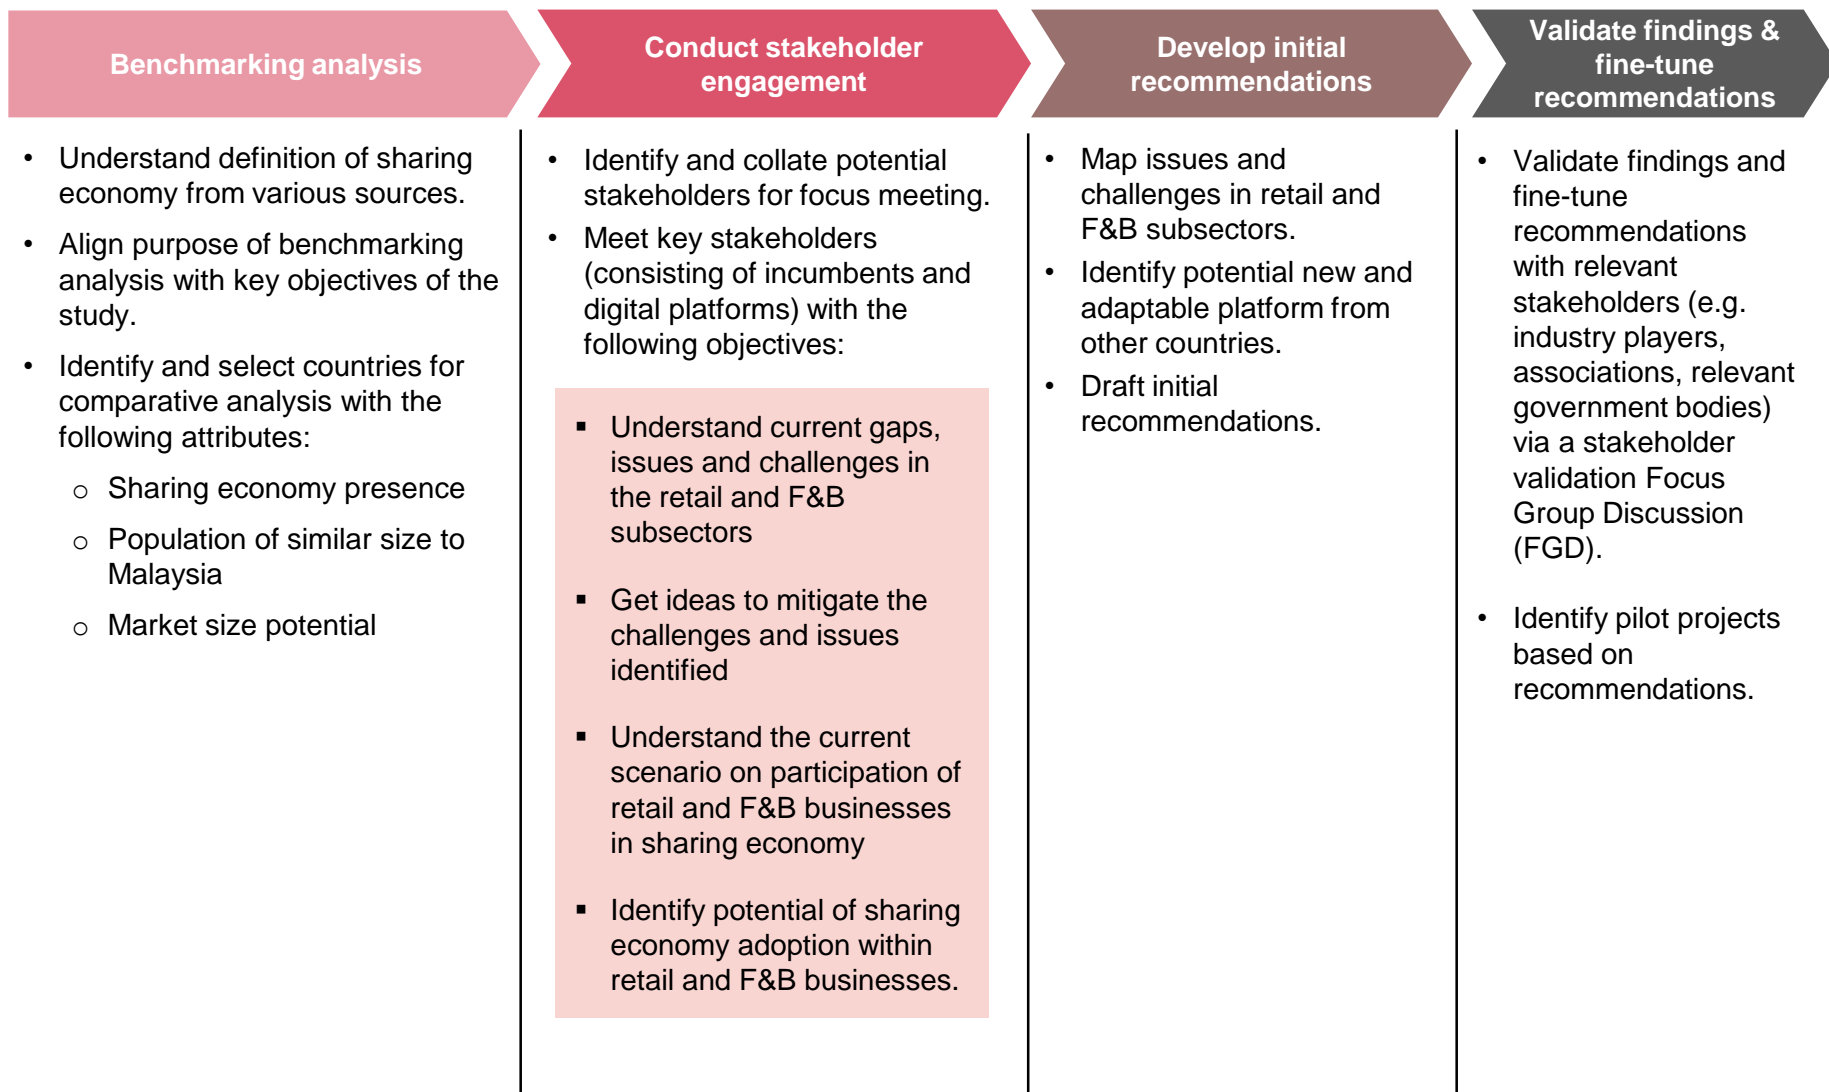 Benchmarking analysis
Conduct stakeholder
engagement
Develop initial
recommendations
Validate findings &
fine-tune
recommendations
• Understand definition of sharing
economy from various sources.
• Align purpose of benchmarking
analysis with key objectives of the
study.
• Identify and select countries for
comparative analysis with the
following attributes:
o Sharing economy presence
o Population of similar size to
Malaysia
o Market size potential
• Identify and collate potential
stakeholders for focus meeting.
• Meet key stakeholders
(consisting of incumbents and
digital platforms) with the
following objectives:
▪ Understand current gaps,
issues and challenges in
the retail and F&B
subsectors
▪ Get ideas to mitigate the
challenges and issues
identified
▪ Understand the current
scenario on participation of
retail and F&B businesses
in sharing economy
▪ Identify potential of sharing
economy adoption within
retail and F&B businesses.
• Map issues and
challenges in retail and
F&B subsectors.
• Identify potential new and
adaptable platform from
other countries.
• Draft initial
recommendations.
• Validate findings and
fine-tune
recommendations
with relevant
stakeholders (e.g.
industry players,
associations, relevant
government bodies)
via a stakeholder
validation Focus
Group Discussion
(FGD).
• Identify pilot projects
based on
recommendations.